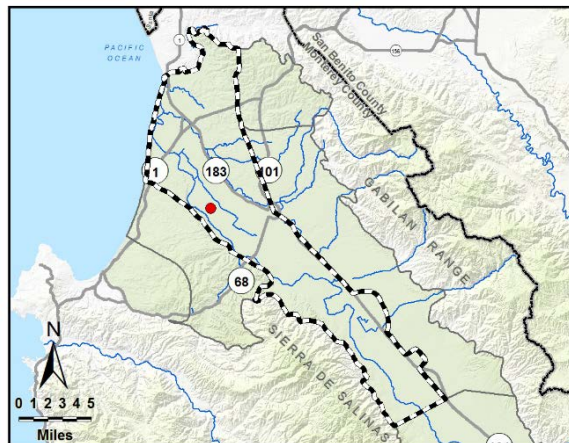 1
156
PACIFIC
OCEAN
San Benito County
Monterey County
183
101
1
GABILAN RANGE
68
SIERRA DE SALINAS
N
0 1 2 3 4 5
Miles